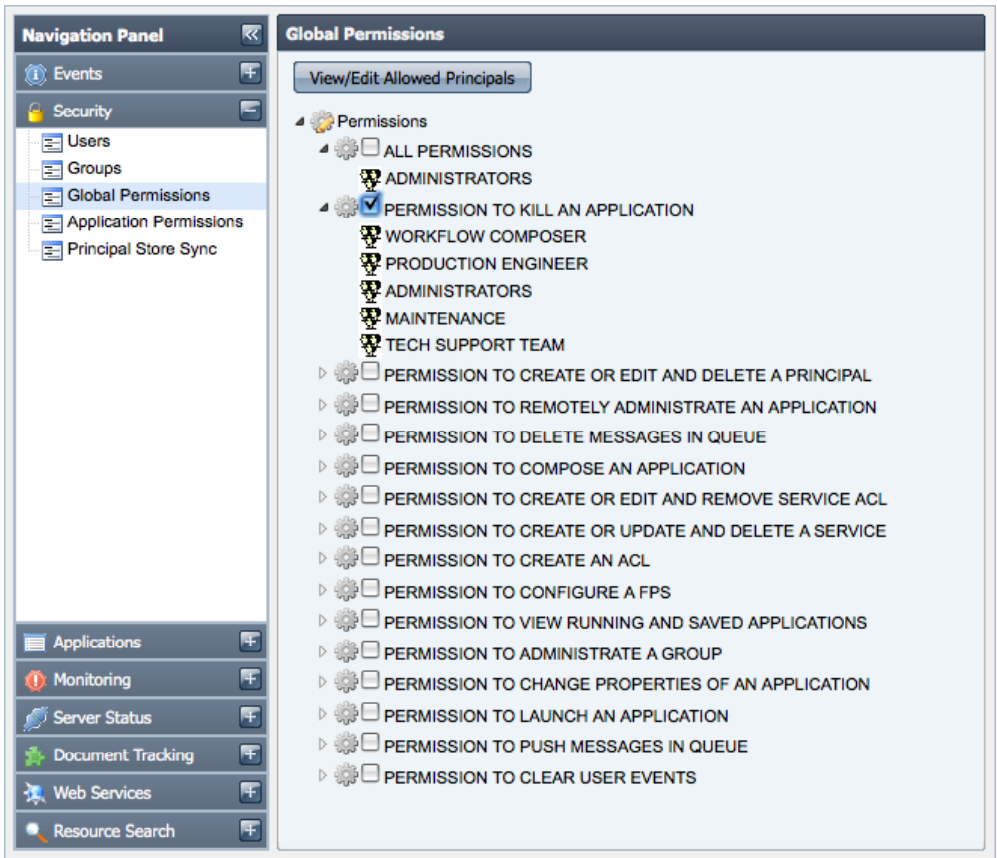 Navigation Panel
Events
Security
Users
Groups
Global Permissions
Application Permissions
Principal Store Sync
Applications
Monitoring
Server Status
Document Tracking
Web Services
Resource Search
Global Permissions
View/Edit Allowed Principals
Permissions
ALL PERMISSIONS
ADMINISTRATORS
PERMISSION TO KILL AN APPLICATION
WORKFLOW COMPOSER
PRODUCTION ENGINEER
ADMINISTRATORS
MAINTENANCE
TECH SUPPORT TEAM
PERMISSION TO CREATE OR EDIT AND DELETE A PRINCIPAL
PERMISSION TO REMOTELY ADMINISTRATE AN APPLICATION
PERMISSION TO DELETE MESSAGES IN QUEUE
PERMISSION TO COMPOSE AN APPLICATION
PERMISSION TO CREATE OR EDIT AND REMOVE SERVICE ACL
PERMISSION TO CREATE OR UPDATE AND DELETE A SERVICE
PERMISSION TO CREATE AN ACL
PERMISSION TO CONFIGURE A FPS
PERMISSION TO VIEW RUNNING AND SAVED APPLICATIONS
PERMISSION TO ADMINISTRATE A GROUP
PERMISSION TO CHANGE PROPERTIES OF AN APPLICATION
PERMISSION TO LAUNCH AN APPLICATION
PERMISSION TO PUSH MESSAGES IN QUEUE
PERMISSION TO CLEAR USER EVENTS